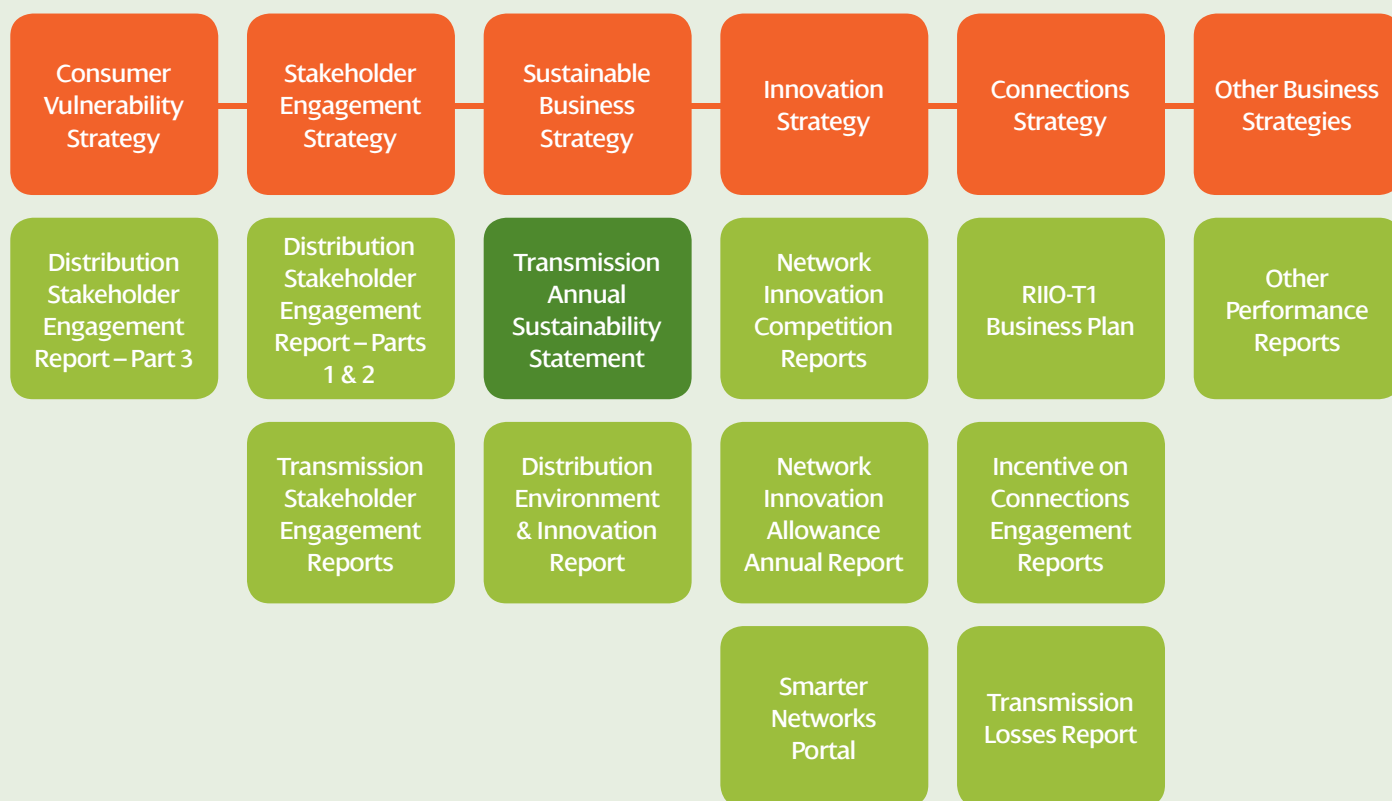 Consumer
Vulnerability
Strategy
Stakeholder
Engagement
Strategy
Sustainable
Business
Strategy
Innovation
Strategy
Connections
Strategy
Other Business
Strategies
Distribution
Stakeholder
Engagement
Report – Part 3
Distribution
Stakeholder
Engagement
Report – Parts
1 & 2
Transmission
Annual
Sustainability
Statement
Network
Innovation
Competition
Reports
RIIO-T1
Business Plan
Other
Performance
Reports
Transmission
Stakeholder
Engagement
Reports
Distribution
Environment
& Innovation
Report
Network
Innovation
Allowance
Annual Report
Incentive on
Connections
Engagement
Reports
Smarter
Networks
Portal
Transmission
Losses Report